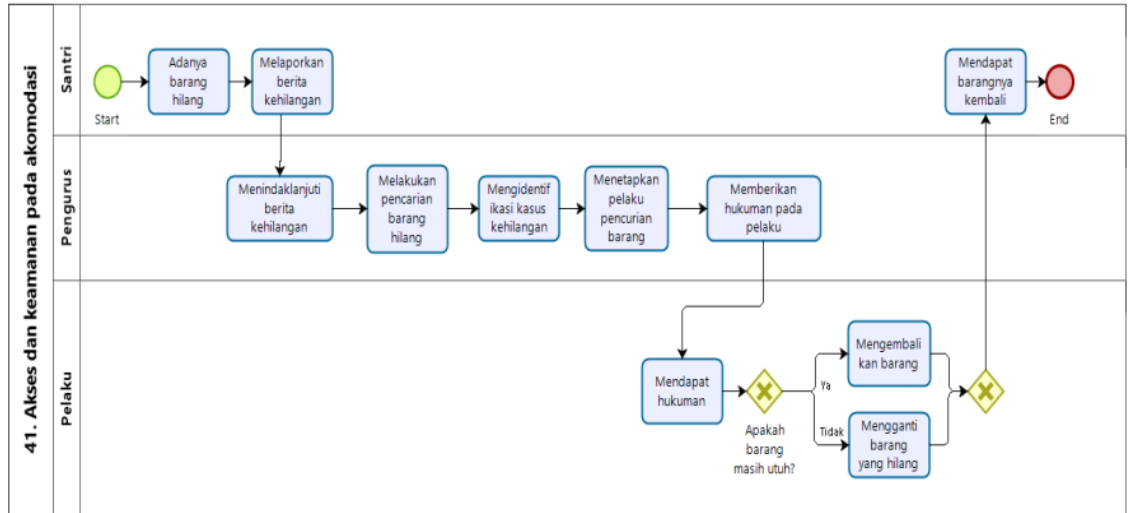 41. Akses dan keamanan pada akomodasi
Santri
Start
Adanya
barang
hilang
Melaporkan
berita
kehilangan
Mendapat
barangnya
kembali
End
Pengurus
Menindaklanjuti
berita
kehilangan
Melakukan
pencarian
barang
hilang
Mengidentif
ikasi kasus
kehilangan
Menetapkan
pelaku
pencurian
barang
Memberikan
hukuman pada
pelaku
Pelaku
Mendapat
hukuman
Apakah
barang
masih utuh?
Ya
Mengembali
kan barang
Tidak
Mengganti
barang
yang hilang